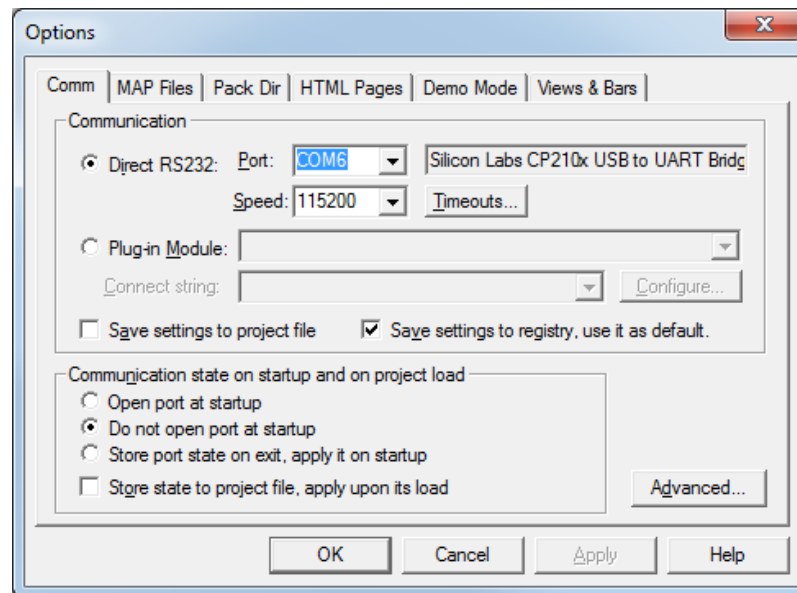 Options
Comm MAP Files Pack Dir HTML Pages Demo Mode Views & Bars
Communication
Direct RS232: Port: COM6 Silicon Labs CP210x USB to UART Bridg
Speed: 115200 Timeouts...
Plug-in Module:
Connect string: Configure...
Save settings to project file Save settings to registry, use it as default.
Communication state on startup and on project load
Open port at startup
Do not open port at startup
Store port state on exit, apply it on startup
Store state to project file, apply upon its load Advanced...
OK Cancel Apply Help